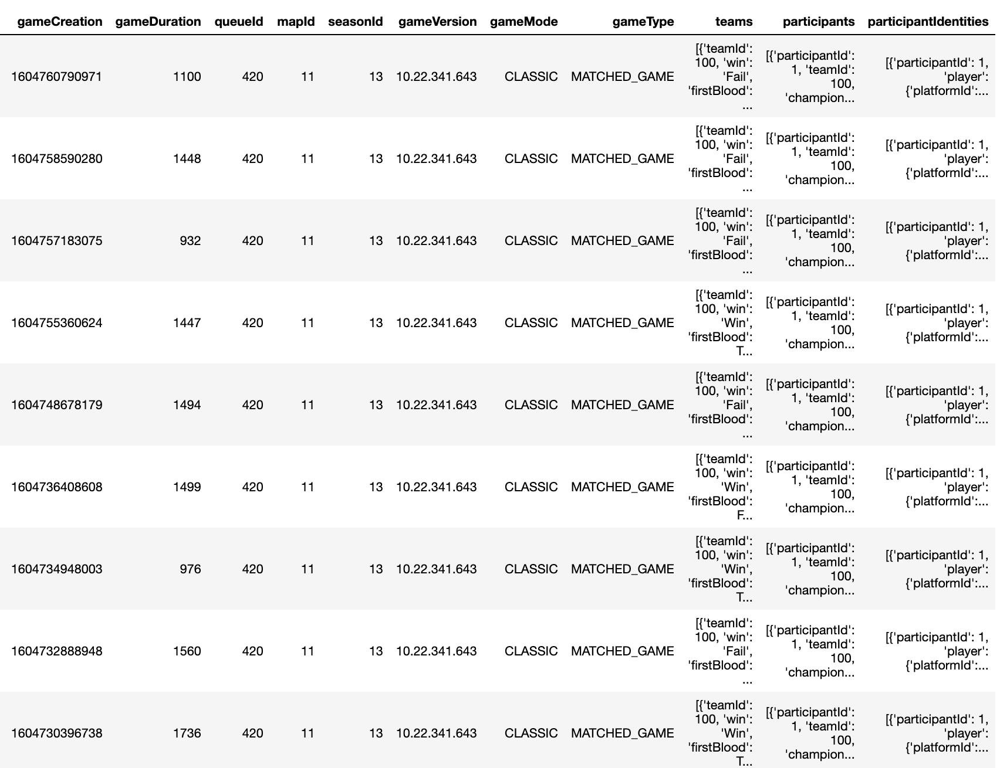 gameCreation gameDuration queueId mapId seasonId gameVersion gameMode gameType teams participants participantIdentities
1604760790971 1100 420 11 13 10.22.341.643 CLASSIC MATCHED_GAME [{'teamId': 100, 'win': 'Fail', 'firstBlood': ... [{'participantId': 1, 'teamId': 100, 'champion... [{'participantId': 1, 'player': {'platformId':...
1604758590280 1448 420 11 13 10.22.341.643 CLASSIC MATCHED_GAME [{'teamId': 100, 'win': 'Fail', 'firstBlood': ... [{'participantId': 1, 'teamId': 100, 'champion... [{'participantId': 1, 'player': {'platformId':...
1604757183075 932 420 11 13 10.22.341.643 CLASSIC MATCHED_GAME [{'teamId': 100, 'win': 'Fail', 'firstBlood': ... [{'participantId': 1, 'teamId': 100, 'champion... [{'participantId': 1, 'player': {'platformId':...
1604755360624 1447 420 11 13 10.22.341.643 CLASSIC MATCHED_GAME [{'teamId': 100, 'win': 'Win', 'firstBlood': T... [{'participantId': 1, 'teamId': 100, 'champion... [{'participantId': 1, 'player': {'platformId':...
1604748678179 1494 420 11 13 10.22.341.643 CLASSIC MATCHED_GAME [{'teamId': 100, 'win': 'Fail', 'firstBlood': ... [{'participantId': 1, 'teamId': 100, 'champion... [{'participantId': 1, 'player': {'platformId':...
1604736408608 1499 420 11 13 10.22.341.643 CLASSIC MATCHED_GAME [{'teamId': 100, 'win': 'Win', 'firstBlood': F... [{'participantId': 1, 'teamId': 100, 'champion... [{'participantId': 1, 'player': {'platformId':...
1604734948003 976 420 11 13 10.22.341.643 CLASSIC MATCHED_GAME [{'teamId': 100, 'win': 'Win', 'firstBlood': T... [{'participantId': 1, 'teamId': 100, 'champion... [{'participantId': 1, 'player': {'platformId':...
1604732888948 1560 420 11 13 10.22.341.643 CLASSIC MATCHED_GAME [{'teamId': 100, 'win': 'Fail', 'firstBlood': ... [{'participantId': 1, 'teamId': 100, 'champion... [{'participantId': 1, 'player': {'platformId':...
1604730396738 1736 420 11 13 10.22.341.643 CLASSIC MATCHED_GAME [{'teamId': 100, 'win': 'Win', 'firstBlood': T... [{'participantId': 1, 'teamId': 100, 'champion... [{'participantId': 1, 'player': {'platformId':...